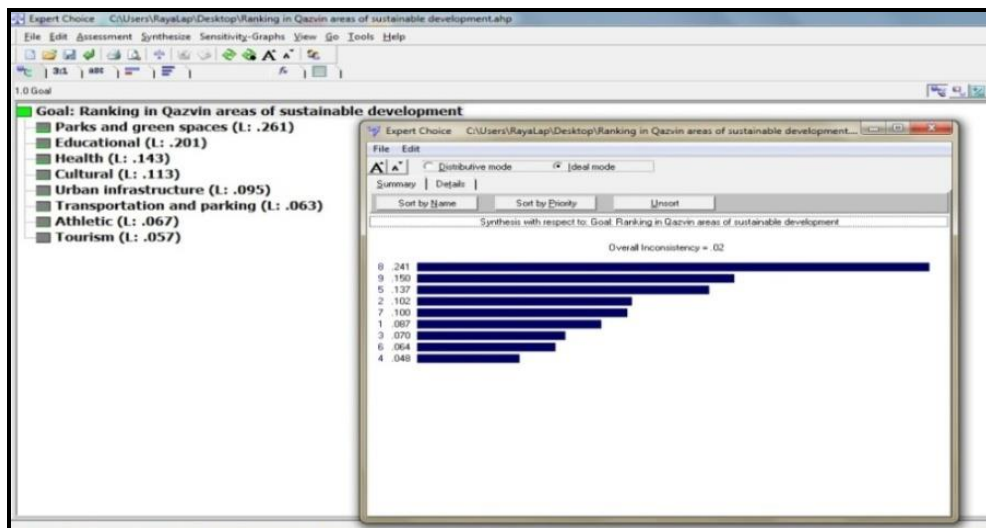 Expert Choice C:\Users\RayaLap\Desktop\Ranking in Qazvin areas of sustainable development.ahp
File Edit Assessment Synthesize Sensitivity-Graphs View Go Tools Help
A A
3:1 ABC
1.0 Goal
Goal: Ranking in Qazvin areas of sustainable development
Parks and green spaces (L: .261)
Educational (L: .201)
Health (L: .143)
Cultural (L: .113)
Urban infrastructure (L: .095)
Transportation and parking (L: .063)
Athletic (L: .067)
Tourism (L: .057)
Expert Choice C:\Users\RayaLap\Desktop\Ranking in Qazvin areas of sustainable development....
File Edit
A A Distributive mode Ideal mode
Summary Details
Sort by Name Sort by Priority Unsort
Synthesis with respect to: Goal: Ranking in Qazvin areas of sustainable development
Overall Inconsistency = .02
8 .241
9 .150
5 .137
2 .102
7 .100
1 .087
3 .070
6 .064
4 .048